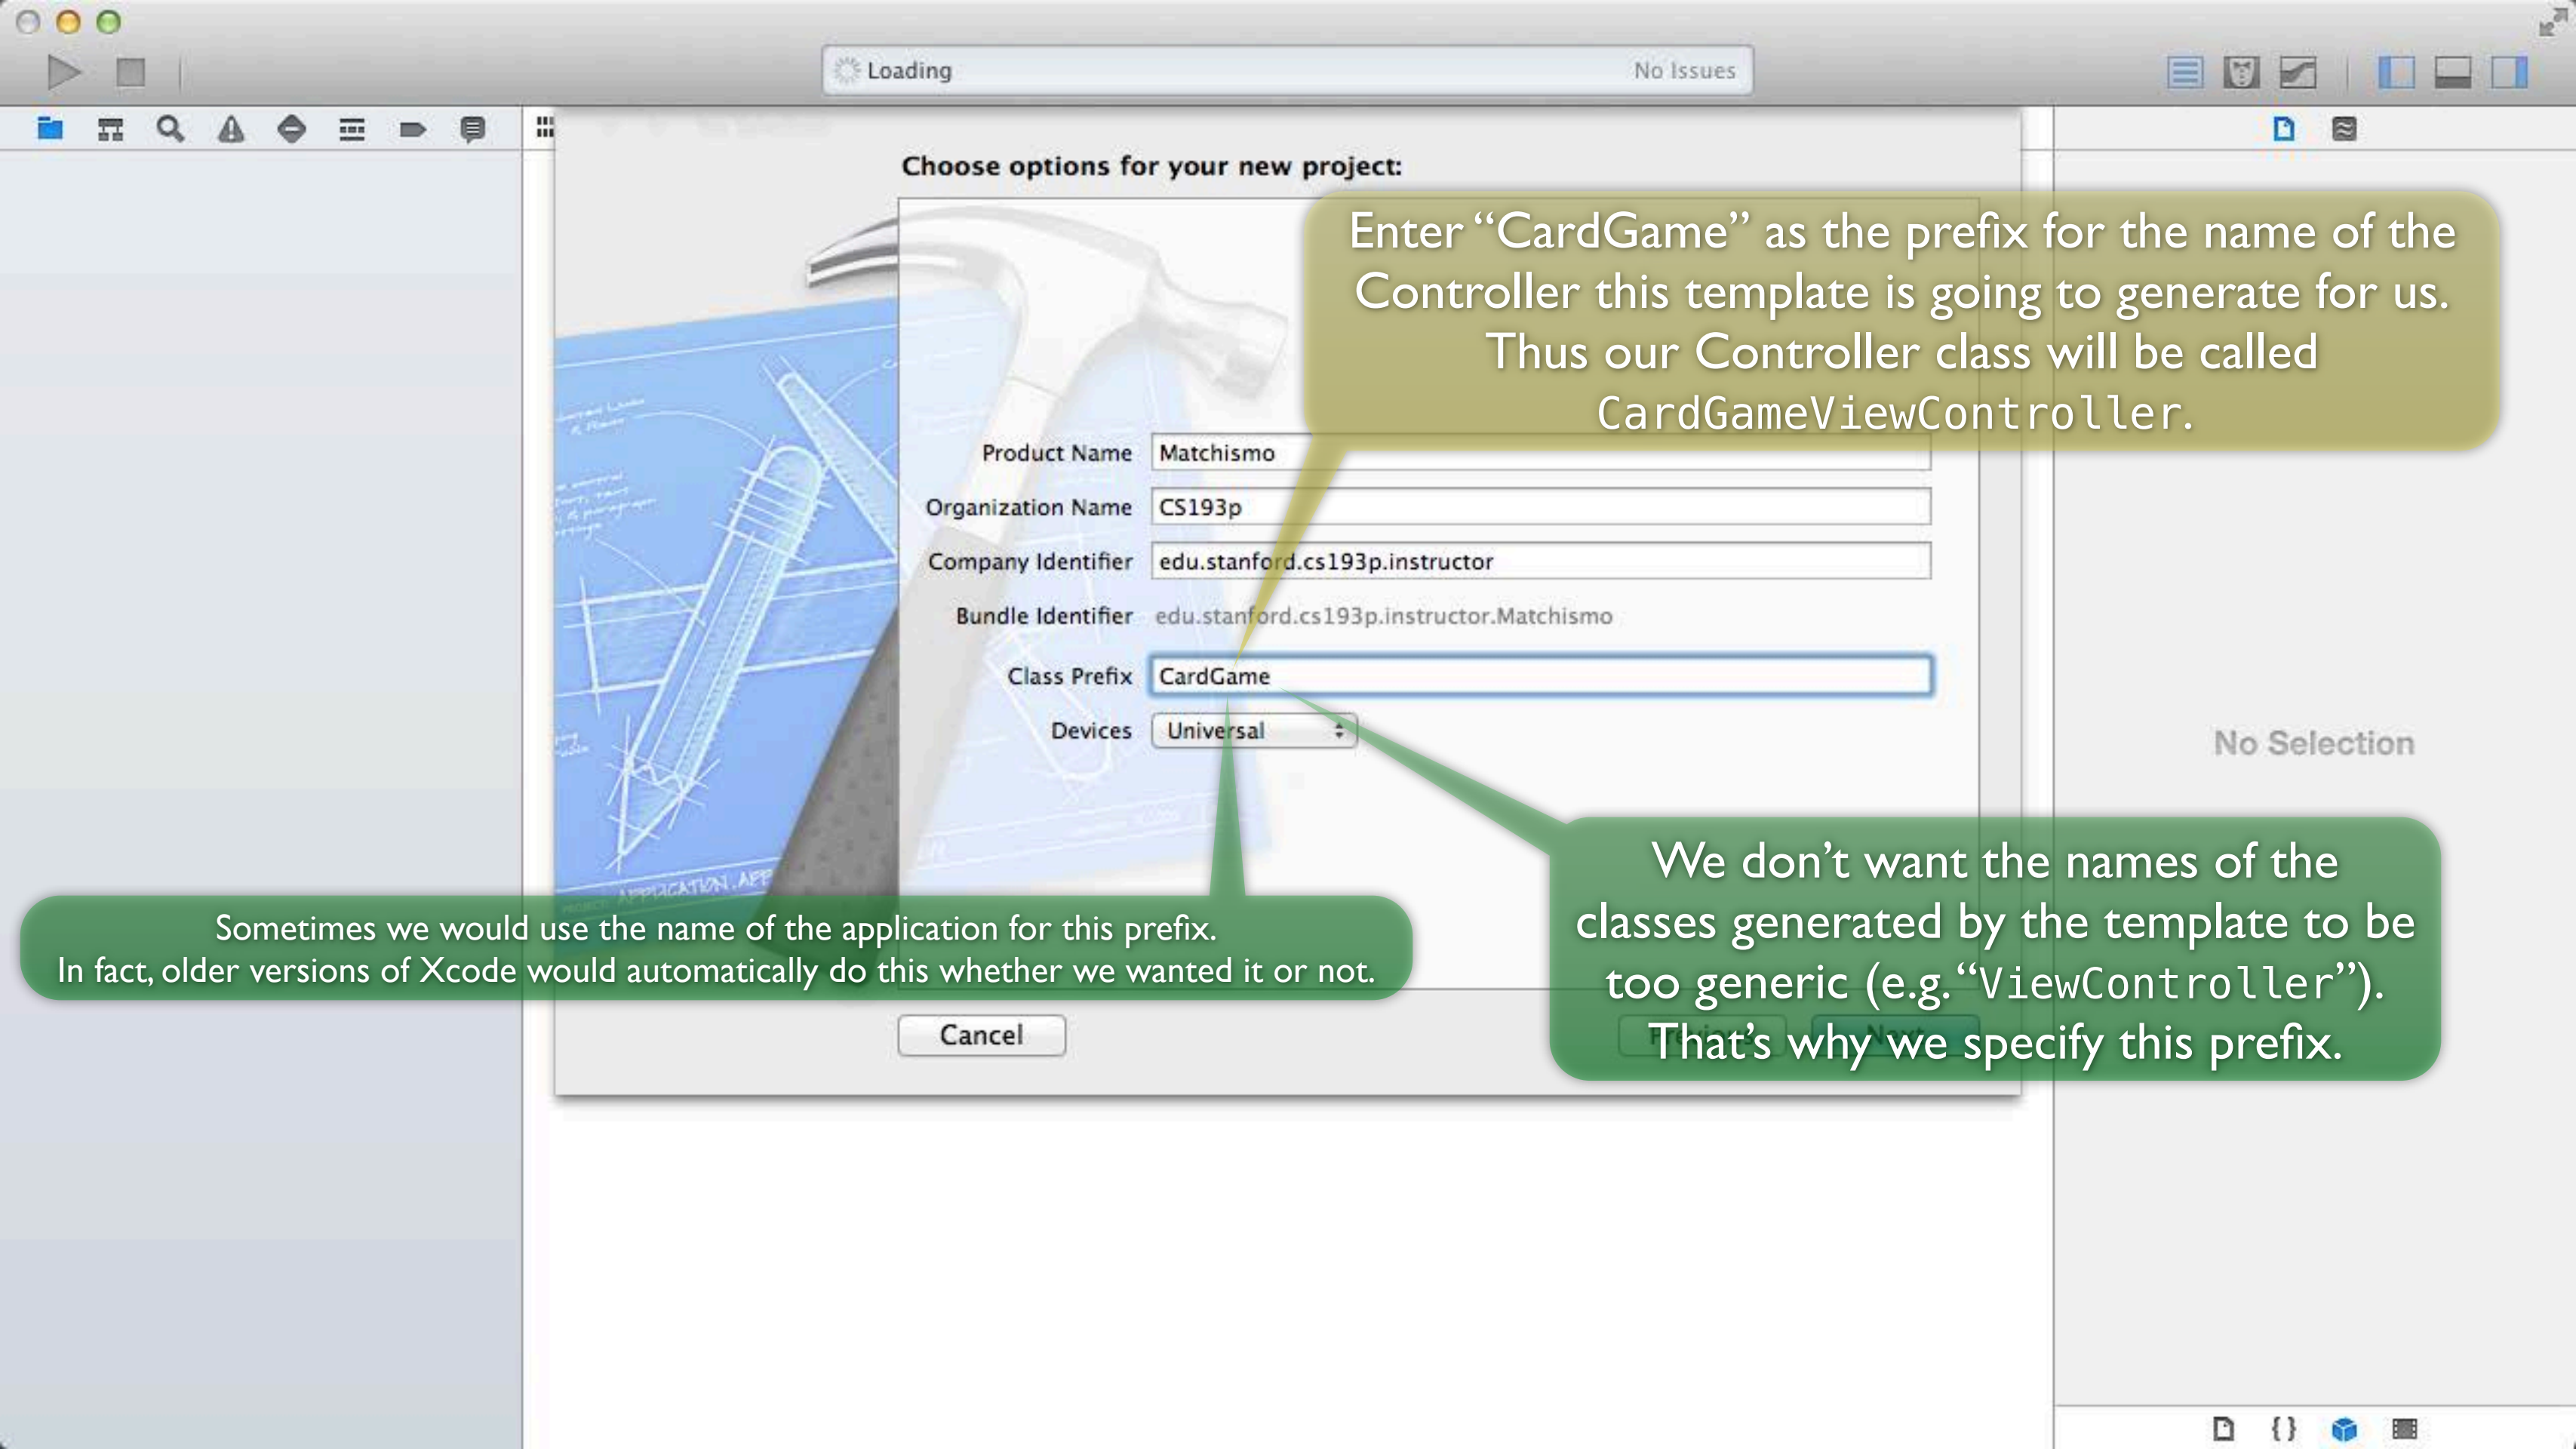 Loading
No Issues
Choose options for your new project:
Enter “CardGame” as the prefix for the name of the
Controller this template is going to generate for us.
Thus our Controller class will be called
CardGameViewController.
Product Name Matchismo
Organization Name CS193p
Company Identifier edu.stanford.cs193p.instructor
Bundle Identifier edu.stanford.cs193p.instructor.Matchismo
Class Prefix CardGame
Devices Universal
No Selection
We don’t want the names of the
classes generated by the template to be
too generic (e.g. “ViewController”).
That’s why we specify this prefix.
APPLICATION.APP
Sometimes we would use the name of the application for this prefix.
In fact, older versions of Xcode would automatically do this whether we wanted it or not.
Cancel
Previous
Next